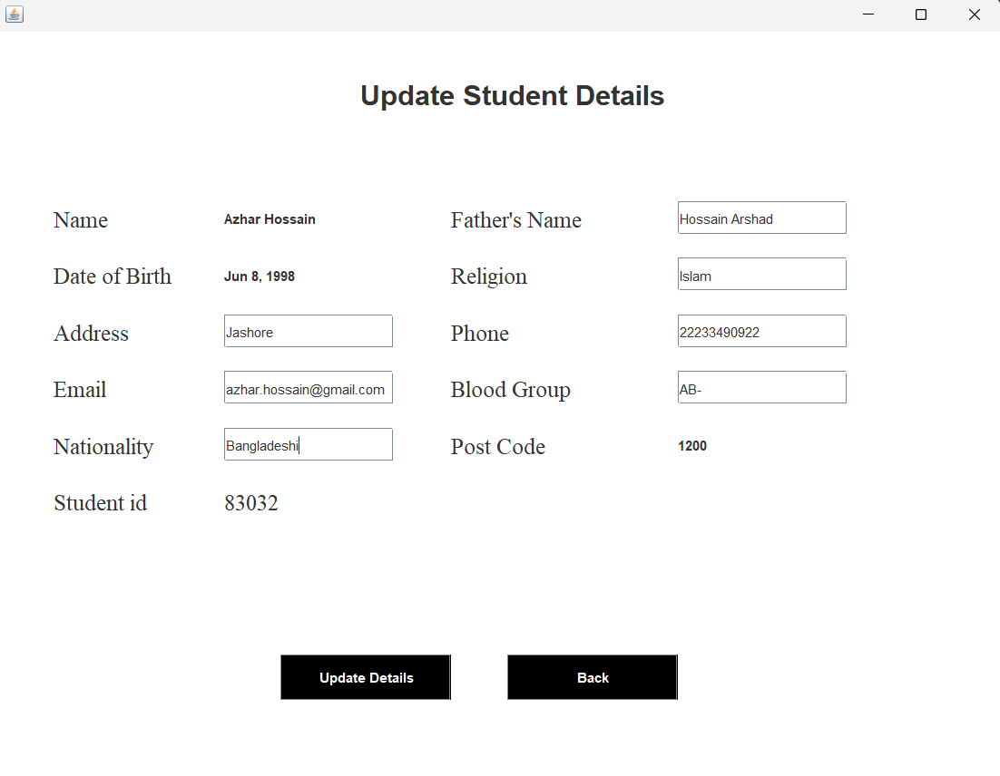 Update Student Details
Name Azhar Hossain Father's Name Hossain Arshad
Date of Birth Jun 8, 1998 Religion Islam
Address Jashore Phone 22233490922
Email azhar.hossain@gmail.com Blood Group AB-
Nationality Bangladeshi Post Code 1200
Student id 83032
Update Details Back